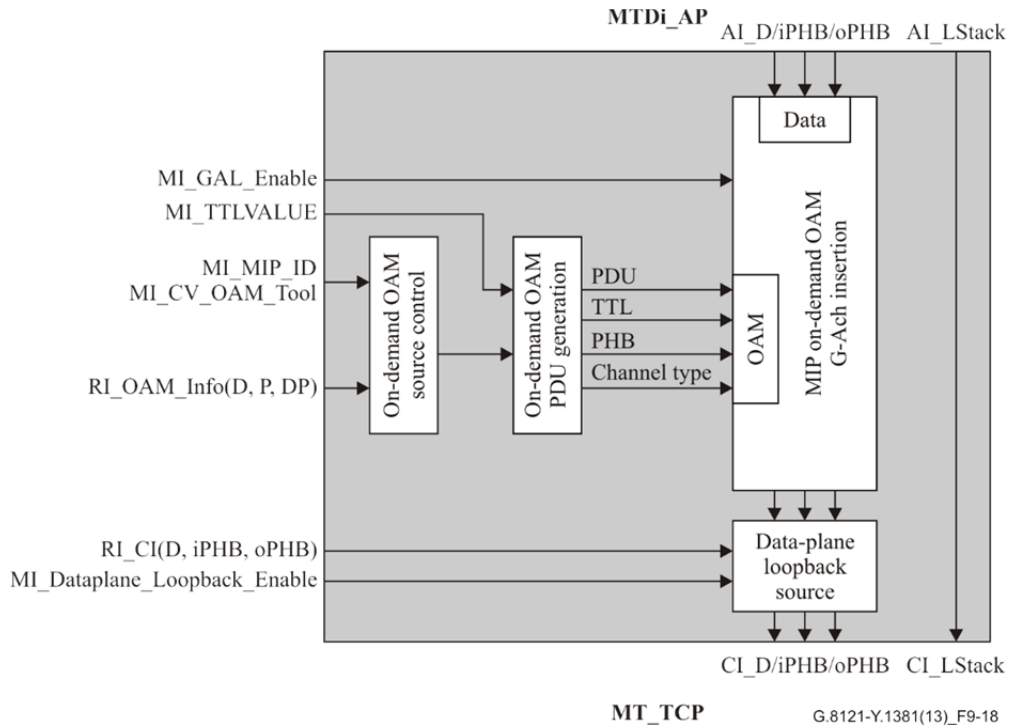 MTDi_AP
AI_D/iPHB/oPHB
AI_LStack
Data
MI_GAL_Enable
MI_TTLVALUE
MI_MIP_ID
MI_CV_OAM_Tool
RI_OAM_Info(D, P, DP)
On-demand OAM
source control
On-demand OAM
PDU generation
PDU
TTL
PHB
Channel type
OAM
MIP on-demand OAM
G-Ach insertion
RI_CI(D, iPHB, oPHB)
MI_Dataplane_Loopback_Enable
Data-plane
loopback
source
CI_D/iPHB/oPHB
CI_LStack
MT_TCP
G.8121-Y.1381(13)_F9-18